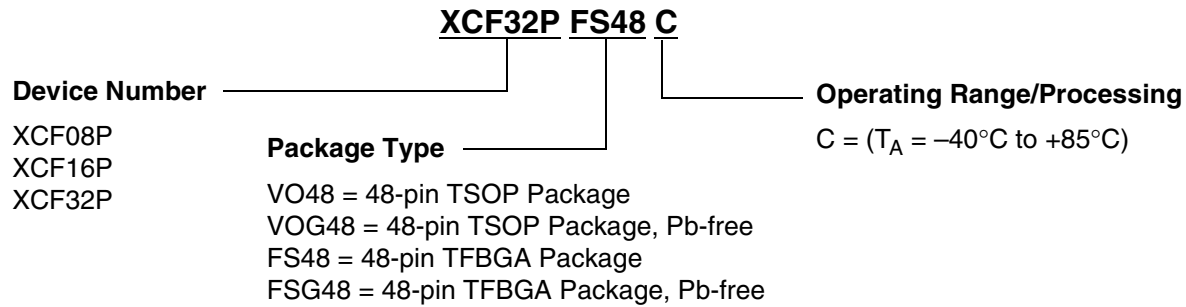 XCF32P FS48 C
Device Number
XCF08P
XCF16P
XCF32P
Package Type
VO48 = 48-pin TSOP Package
VOG48 = 48-pin TSOP Package, Pb-free
FS48 = 48-pin TFBGA Package
FSG48 = 48-pin TFBGA Package, Pb-free
Operating Range/Processing
C = (TA = –40°C to +85°C)